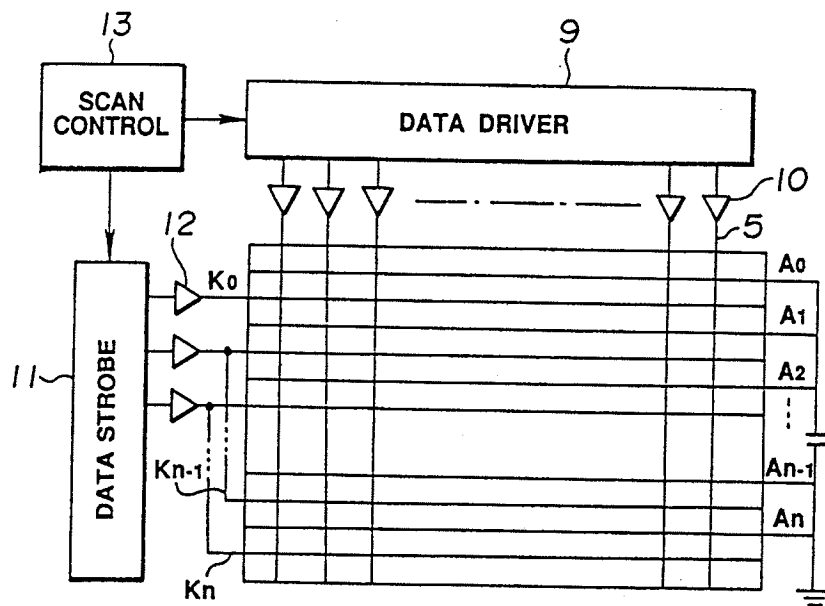 13
9
SCAN
CONTROL
DATA DRIVER
10
5
12
K0
A0
A1
11
DATA STROBE
A2
Kn-1
An-1
An
Kn